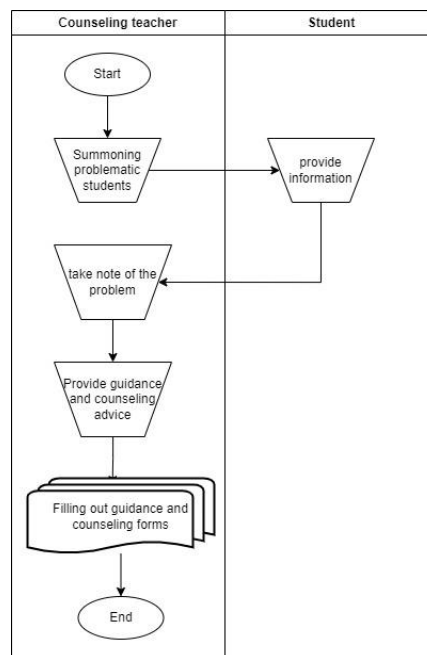 Counseling teacher
Student
Start
Summoning
problematic
students
provide
information
take note of the
problem
Provide guidance
and counseling
advice
Filling out guidance and
counseling forms
End